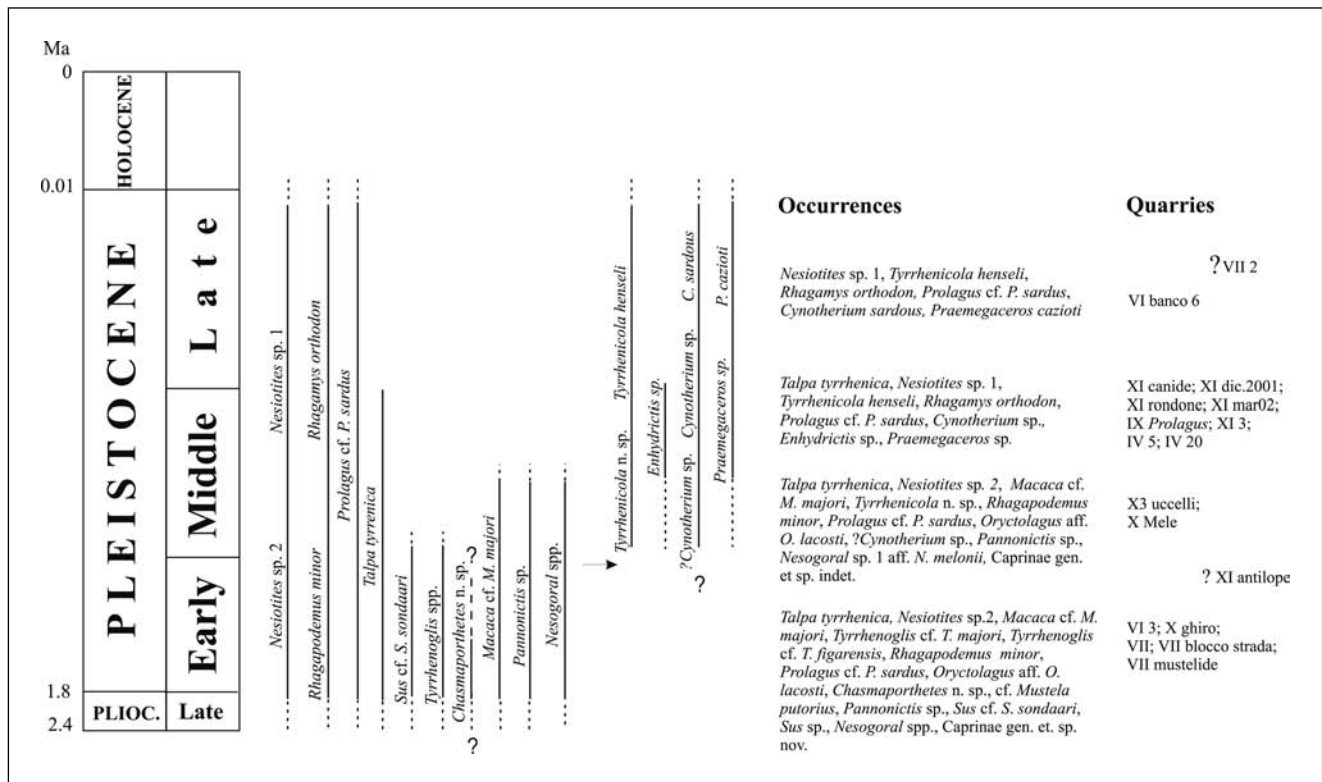 Ma
0
0.01
1.8
2.4
HOLOCENE
PLEISTOCENE
PLIOC.
Late
Middle
Early
Late
Nesiotites sp. 2
Nesiotites sp. 1
Rhagapodemus minor
Rhagamys orthodon
Prolagus cf. P. sardus
Talpa tyrrenica
Sus cf. S. sondaari
Tyrrhenoglis spp.
Chasmaporthetes n. sp.
?
?
Macaca cf. M. majori
Pannonictis sp.
Nesogoral spp.
Tyrrhenicola n. sp.
Tyrrhenicola henseli
Enhydrictis sp.
?Cynotherium sp.
Cynotherium sp.
C. sardous
?
Praemegaceros sp.
P. cazioti
Occurrences
Nesiotites sp. 1, Tyrrhenicola henseli,
Rhagamys orthodon, Prolagus cf. P. sardus,
Cynotherium sardous, Praemegaceros cazioti
Talpa tyrrhenica, Nesiotites sp. 1,
Tyrrhenicola henseli, Rhagamys orthodon,
Prolagus cf. P. sardus, Cynotherium sp.,
Enhydrictis sp., Praemegaceros sp.
Talpa tyrrhenica, Nesiotites sp. 2, Macaca cf.
M. majori, Tyrrhenicola n. sp., Rhagapodemus
minor, Prolagus cf. P. sardus, Oryctolagus aff.
O. lacosti, ?Cynotherium sp., Pannonictis sp.,
Nesogoral sp. 1 aff. N. melonii, Caprinae gen.
et sp. indet.
Talpa tyrrhenica, Nesiotites sp.2, Macaca cf. M.
majori, Tyrrhenoglis cf. T. majori, Tyrrhenoglis
cf. T. figarensis, Rhagapodemus minor,
Prolagus cf. P. sardus, Oryctolagus aff. O.
lacosti, Chasmaporthetes n. sp., cf. Mustela
putorius, Pannonictis sp., Sus cf. S. sondaari,
Sus sp., Nesogoral spp., Caprinae gen. et. sp.
nov.
Quarries
? VII 2
VI banco 6
XI canide; XI dic.2001;
XI rondone; XI mar02;
IX Prolagus; XI 3;
IV 5; IV 20
X3 uccelli;
X Mele
? XI antilope
VI 3; X ghiro;
VII; VII blocco strada;
VII mustelide